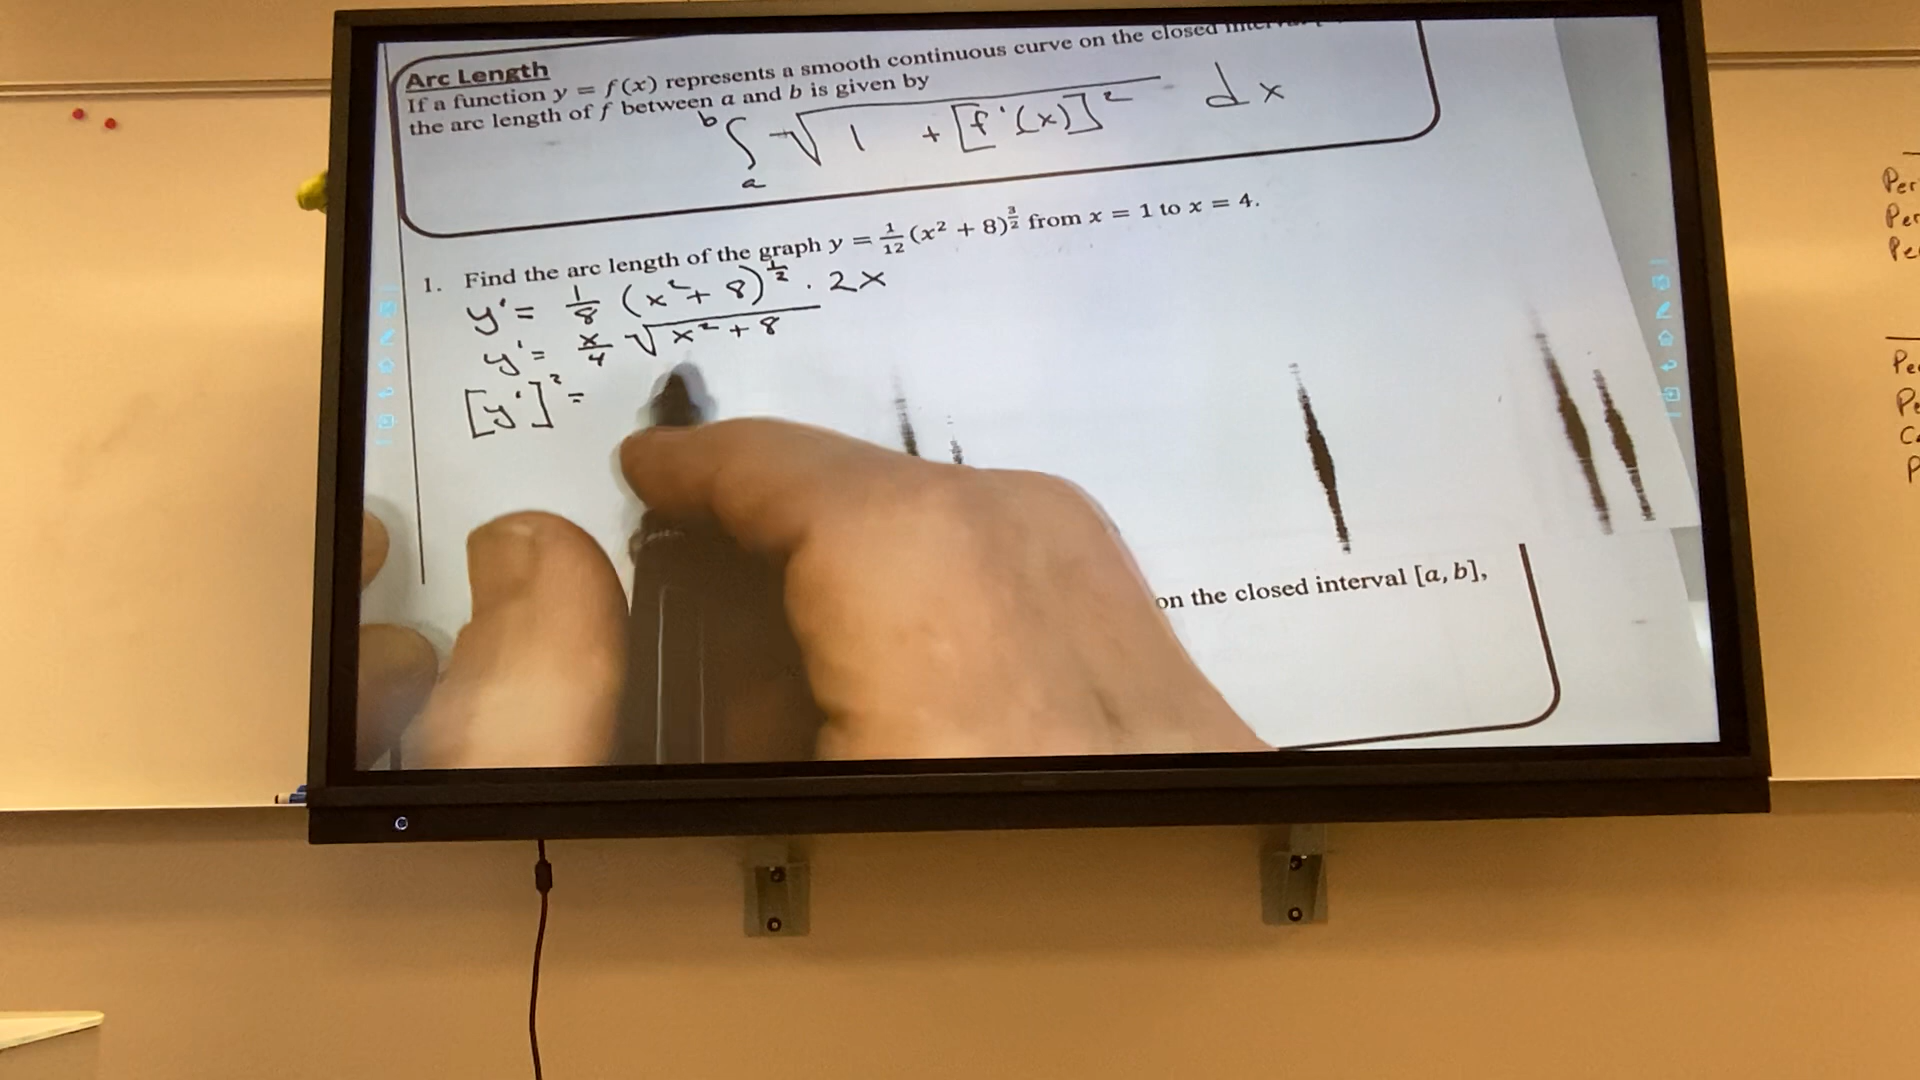 Arc Length
If a function y = f(x) represents a smooth continuous curve on the closed
the arc length of f between a and b is given by
∫ₐᵇ √(1 + [f'(x)]²) dx
1. Find the arc length of the graph y = 1/12 (x² + 8)^(3/2) from x = 1 to x = 4.
y' = 1/8 (x² + 8)^(1/2) · 2x
y' = x/4 √(x² + 8)
[y']² =
on the closed interval [a, b],